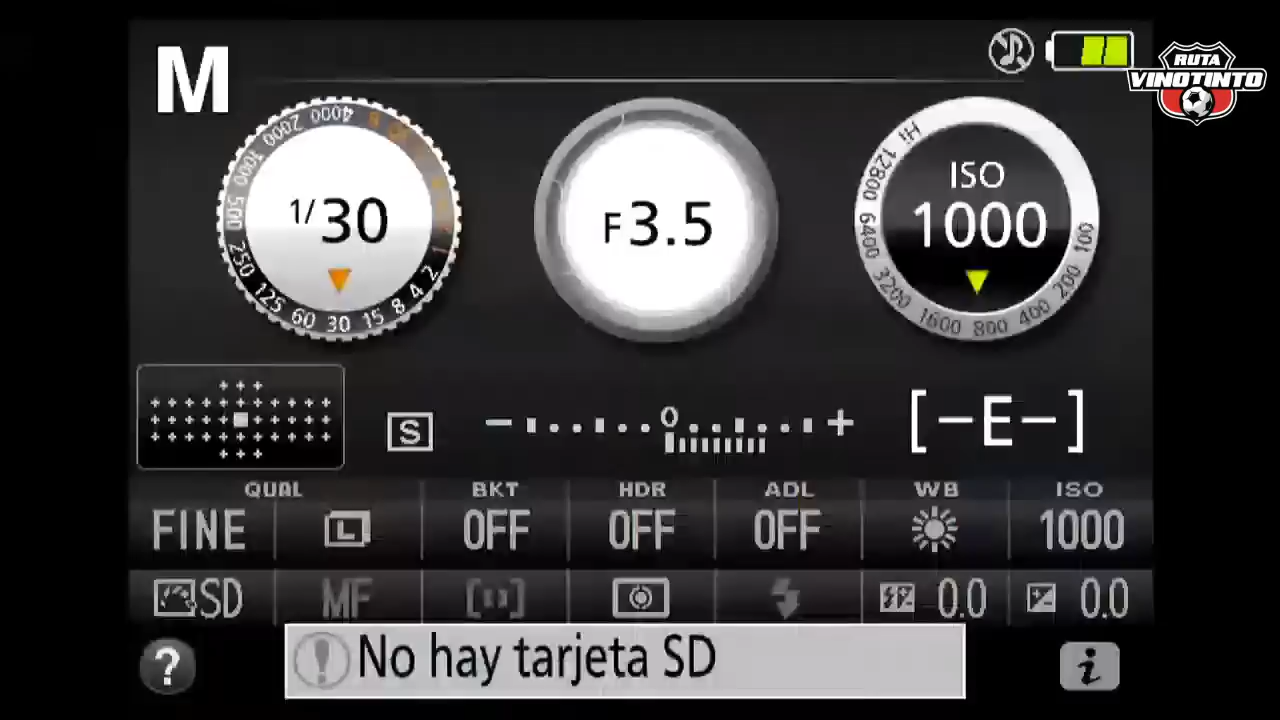 M
RUTA
VINOTINTO
4000 2000 1000 500 250 125 60 30 15 8 4 2 1
1/30
F3.5
Hi 12800 6400 3200 1600 800 400 200 100
ISO
1000
S
- 0 +
[-E-]
QUAL BKT HDR ADL WB ISO
FINE L OFF OFF OFF 1000
SD MF 0.0 0.0
? No hay tarjeta SD i